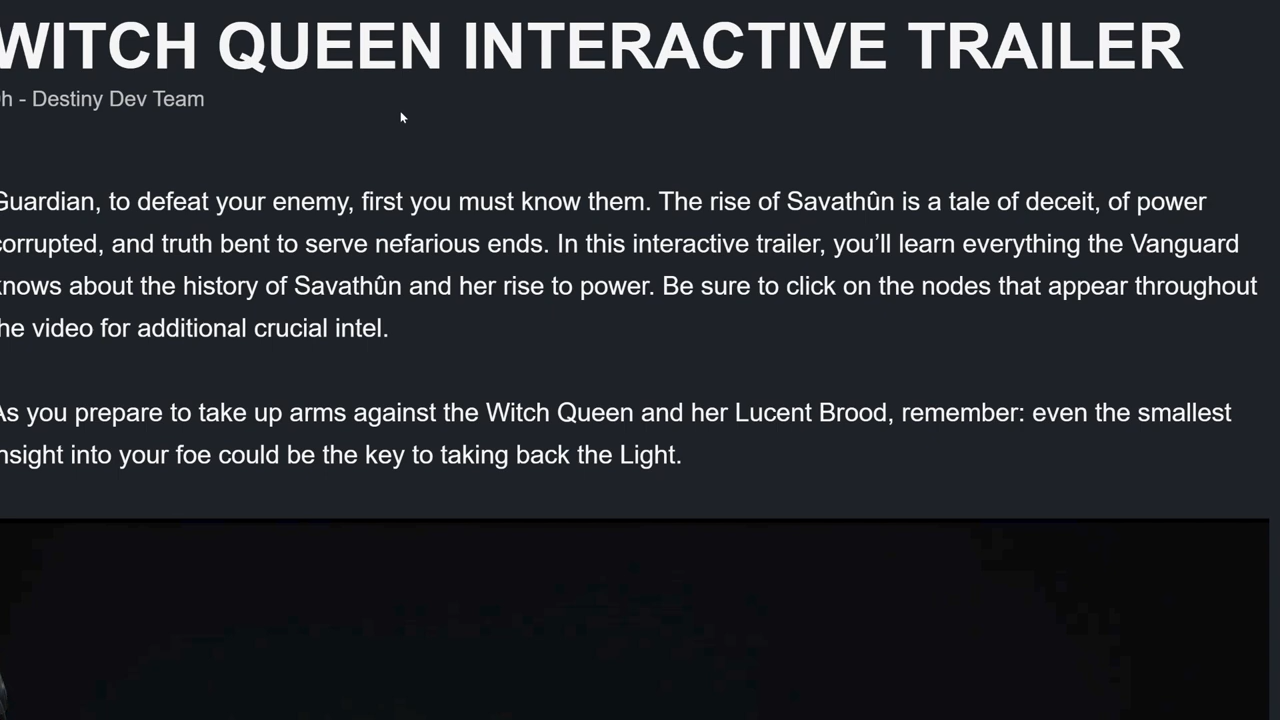 WITCH QUEEN INTERACTIVE TRAILER
h - Destiny Dev Team
Guardian, to defeat your enemy, first you must know them. The rise of Savathûn is a tale of deceit, of power
corrupted, and truth bent to serve nefarious ends. In this interactive trailer, you’ll learn everything the Vanguard
knows about the history of Savathûn and her rise to power. Be sure to click on the nodes that appear throughout
the video for additional crucial intel.
As you prepare to take up arms against the Witch Queen and her Lucent Brood, remember: even the smallest
insight into your foe could be the key to taking back the Light.